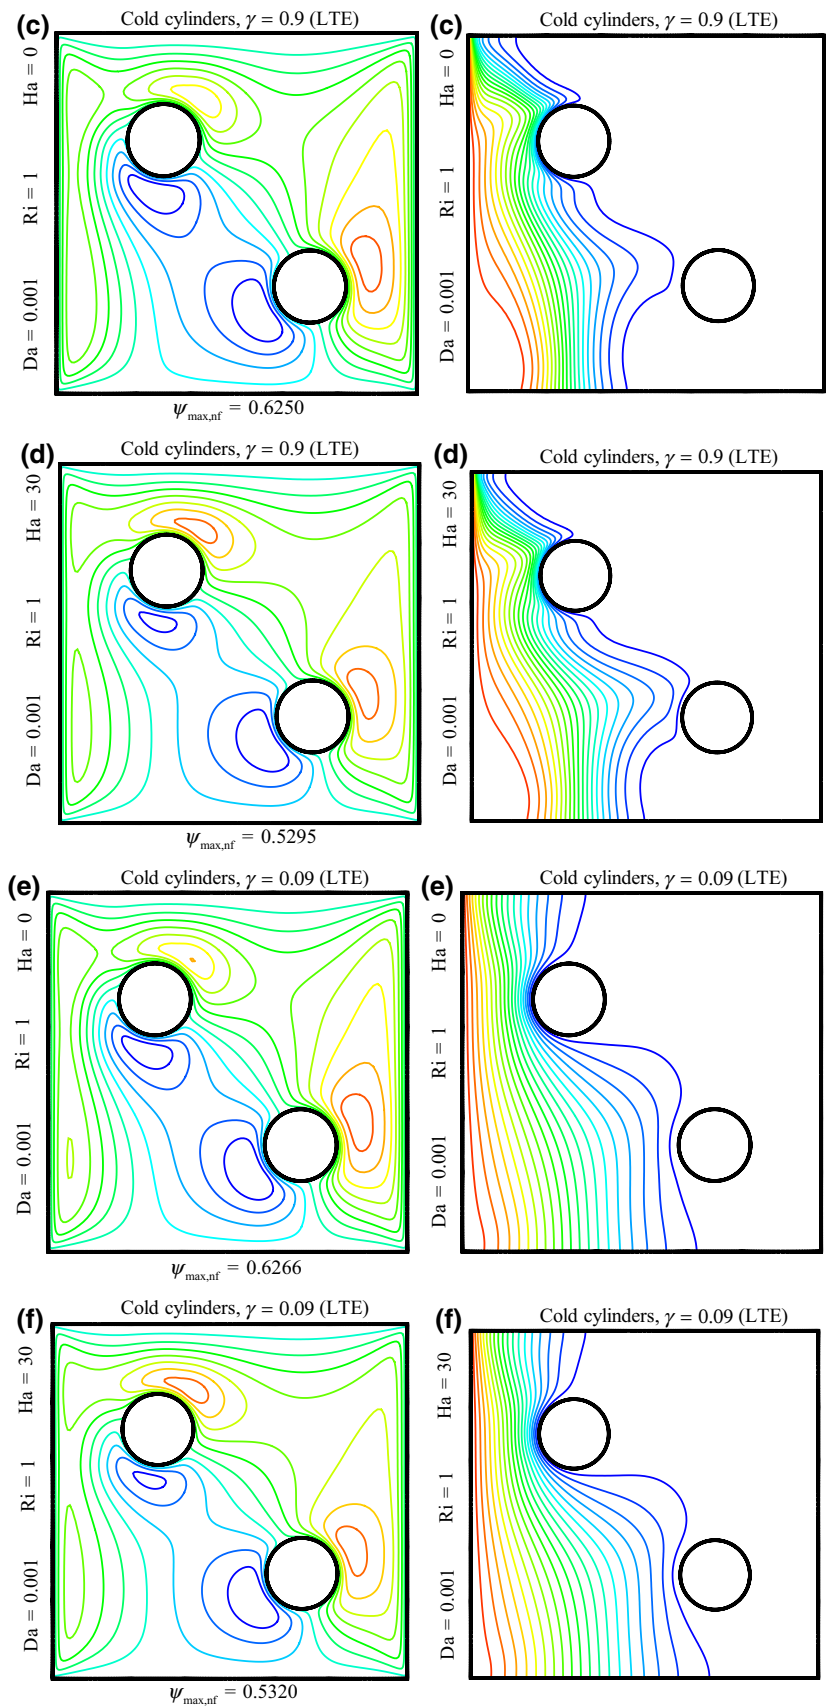 (c) Cold cylinders, γ = 0.9 (LTE)
Ha = 0
Ri = 1
Da = 0.001
ψmax,nf = 0.6250
(c) Cold cylinders, γ = 0.9 (LTE)
Ha = 0
Ri = 1
Da = 0.001
(d) Cold cylinders, γ = 0.9 (LTE)
Ha = 30
Ri = 1
Da = 0.001
ψmax,nf = 0.5295
(d) Cold cylinders, γ = 0.9 (LTE)
Ha = 30
Ri = 1
Da = 0.001
(e) Cold cylinders, γ = 0.09 (LTE)
Ha = 0
Ri = 1
Da = 0.001
ψmax,nf = 0.6266
(e) Cold cylinders, γ = 0.09 (LTE)
Ha = 0
Ri = 1
Da = 0.001
(f) Cold cylinders, γ = 0.09 (LTE)
Ha = 30
Ri = 1
Da = 0.001
ψmax,nf = 0.5320
(f) Cold cylinders, γ = 0.09 (LTE)
Ha = 30
Ri = 1
Da = 0.001